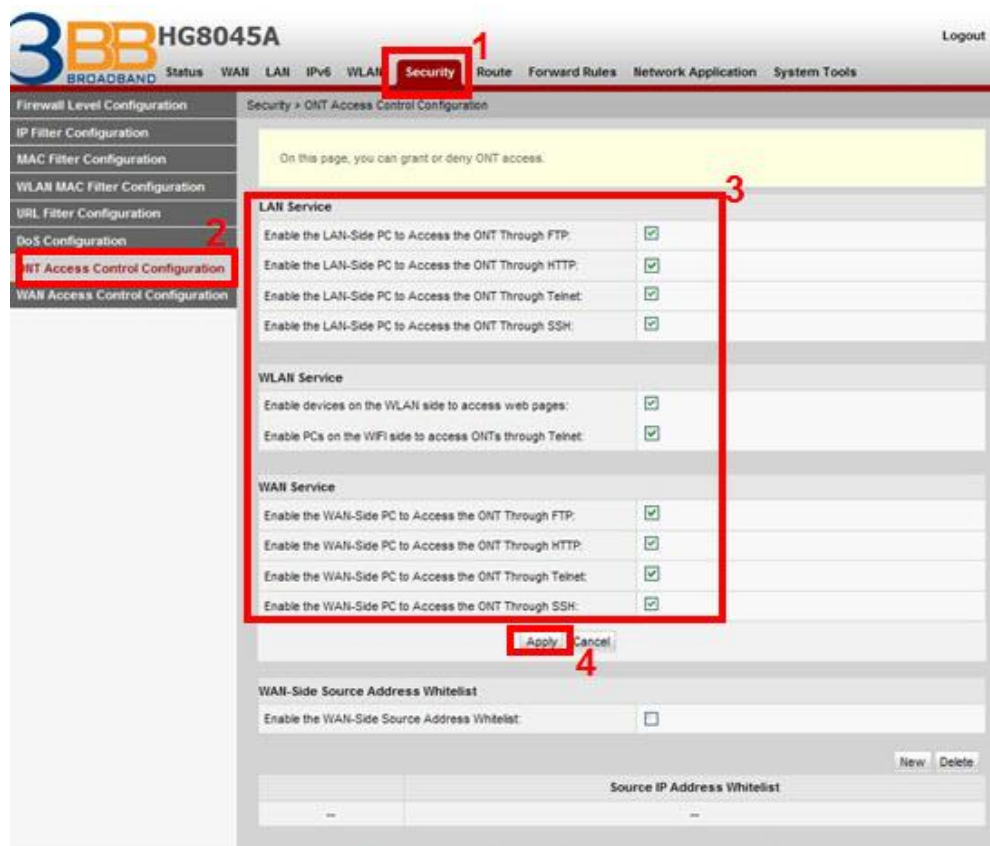 3BB HG8045A
BROADBAND
Logout
1
Status WAN LAN IPv6 WLAN Security Route Forward Rules Network Application System Tools
Firewall Level Configuration
IP Filter Configuration
MAC Filter Configuration
WLAN MAC Filter Configuration
URL Filter Configuration
DoS Configuration
2
ONT Access Control Configuration
WAN Access Control Configuration
Security > ONT Access Control Configuration
On this page, you can grant or deny ONT access.
3
LAN Service
Enable the LAN-Side PC to Access the ONT Through FTP:
Enable the LAN-Side PC to Access the ONT Through HTTP:
Enable the LAN-Side PC to Access the ONT Through Telnet:
Enable the LAN-Side PC to Access the ONT Through SSH:
WLAN Service
Enable devices on the WLAN side to access web pages:
Enable PCs on the WIFI side to access ONTs through Telnet:
WAN Service
Enable the WAN-Side PC to Access the ONT Through FTP:
Enable the WAN-Side PC to Access the ONT Through HTTP:
Enable the WAN-Side PC to Access the ONT Through Telnet:
Enable the WAN-Side PC to Access the ONT Through SSH:
Apply Cancel
4
WAN-Side Source Address Whitelist
Enable the WAN-Side Source Address Whitelist:
New Delete
Source IP Address Whitelist
-- --